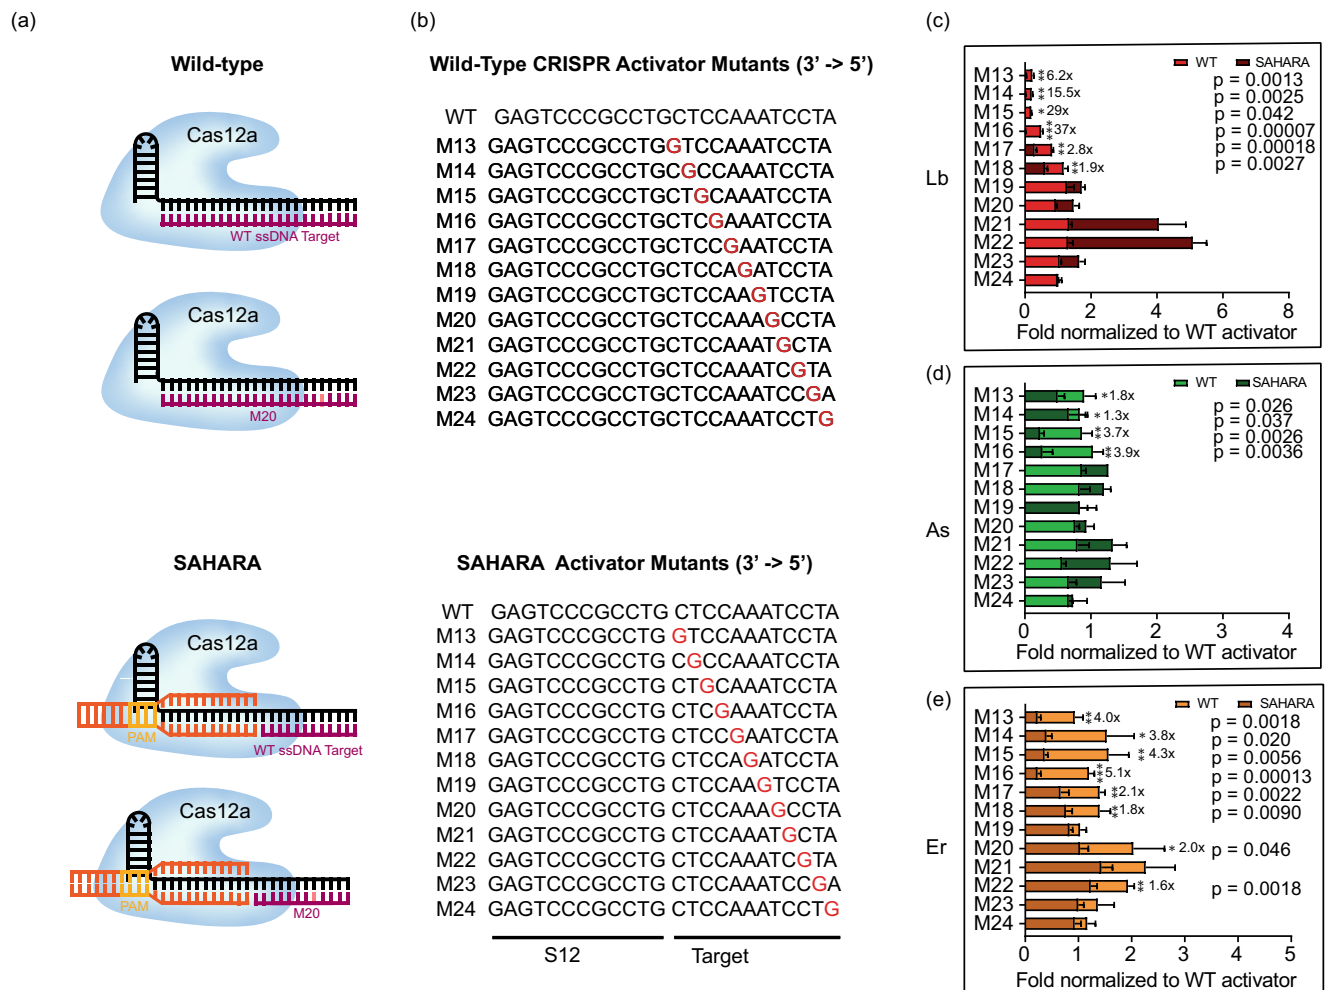 (a)
Wild-type
Cas12a
WT ssDNA Target
Cas12a
M20
SAHARA
Cas12a
PAM
WT ssDNA Target
Cas12a
PAM
M20
(b)
Wild-Type CRISPR Activator Mutants (3’ -> 5’)
WT GAGTCCCGCCTGCTCCAAATCCTA
M13 GAGTCCCGCCTGGTCCAAATCCTA
M14 GAGTCCCGCCTGCGCCAAATCCTA
M15 GAGTCCCGCCTGCTGCAAATCCTA
M16 GAGTCCCGCCTGCTCGAAATCCTA
M17 GAGTCCCGCCTGCTCCGAATCCTA
M18 GAGTCCCGCCTGCTCCAGATCCTA
M19 GAGTCCCGCCTGCTCCAAGTCCTA
M20 GAGTCCCGCCTGCTCCAAAGCCTA
M21 GAGTCCCGCCTGCTCCAAATGCTA
M22 GAGTCCCGCCTGCTCCAAATCGTA
M23 GAGTCCCGCCTGCTCCAAATCCGA
M24 GAGTCCCGCCTGCTCCAAATCCTG
SAHARA Activator Mutants (3’ -> 5’)
WT GAGTCCCGCCTG CTCCAAATCCTA
M13 GAGTCCCGCCTG GTCCAAATCCTA
M14 GAGTCCCGCCTG CGCCAAATCCTA
M15 GAGTCCCGCCTG CTGCAAATCCTA
M16 GAGTCCCGCCTG CTCGAAATCCTA
M17 GAGTCCCGCCTG CTCCGAATCCTA
M18 GAGTCCCGCCTG CTCCAGATCCTA
M19 GAGTCCCGCCTG CTCCAAGTCCTA
M20 GAGTCCCGCCTG CTCCAAAGCCTA
M21 GAGTCCCGCCTG CTCCAAATGCTA
M22 GAGTCCCGCCTG CTCCAAATCGTA
M23 GAGTCCCGCCTG CTCCAAATCCGA
M24 GAGTCCCGCCTG CTCCAAATCCTG
S12 Target
(c)
Lb
WT SAHARA
M13 **6.2x p = 0.0013
M14 **15.5x p = 0.0025
M15 *29x p = 0.042
M16 ***37x p = 0.00007
M17 **2.8x p = 0.00018
M18 **1.9x p = 0.0027
M19
M20
M21
M22
M23
M24
0 2 4 6 8
Fold normalized to WT activator
(d)
As
WT SAHARA
M13 *1.8x p = 0.026
M14 *1.3x p = 0.037
M15 **3.7x p = 0.0026
M16 **3.9x p = 0.0036
M17
M18
M19
M20
M21
M22
M23
M24
0 1 2 3 4
Fold normalized to WT activator
(e)
Er
WT SAHARA
M13 **4.0x p = 0.0018
M14 *3.8x p = 0.020
M15 **4.3x p = 0.0056
M16 ***5.1x p = 0.00013
M17 **2.1x p = 0.0022
M18 **1.8x p = 0.0090
M19
M20 *2.0x p = 0.046
M21
M22 **1.6x p = 0.0018
M23
M24
0 1 2 3 4 5
Fold normalized to WT activator